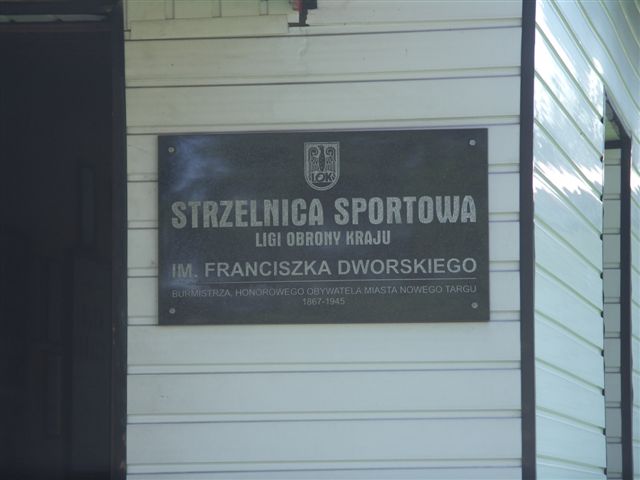 LOK
STRZELNICA SPORTOWA
LIGI OBRONY KRAJU
IM. FRANCISZKA DWORSKIEGO
BURMISTRZA, HONOROWEGO OBYWATELA MIASTA NOWEGO TARGU
1867-1945